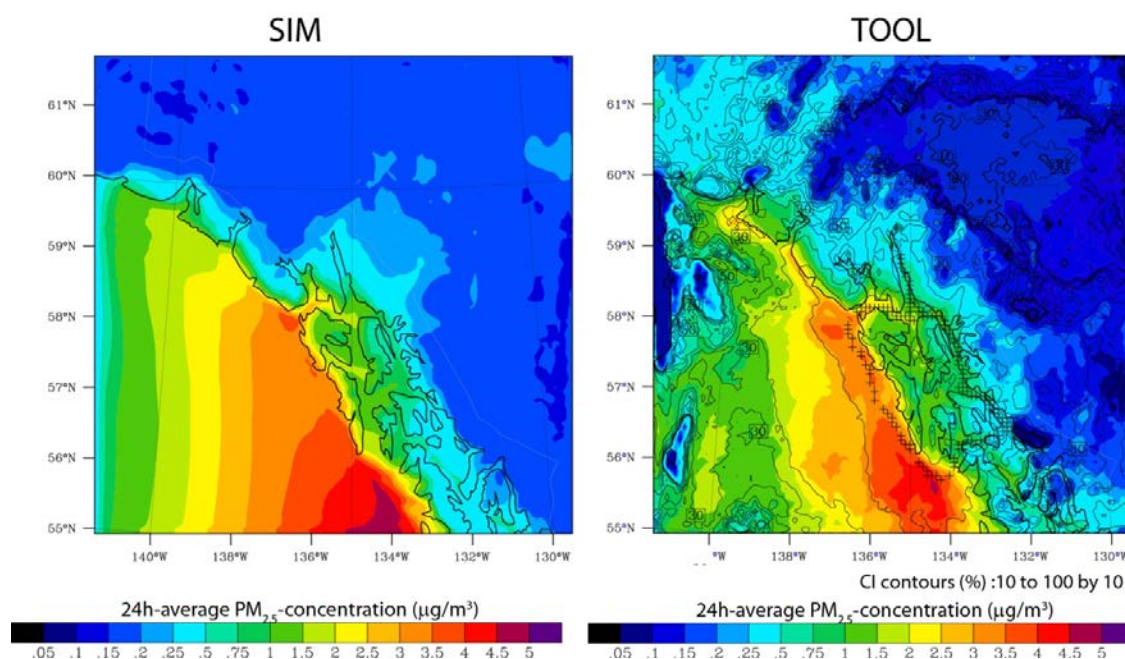 SIM
TOOL
61°N
60°N
59°N
58°N
57°N
56°N
55°N
140°W
138°W
136°W
134°W
132°W
130°W
61°N
60°N
59°N
58°N
57°N
56°N
55°N
°W
138°W
136°W
134°W
132°W
130°W
30
30
30
30
CI contours (%) :10 to 100 by 10
24h-average PM2.5-concentration (µg/m³)
.05 .1 .15 .2 .25 .5 .75 1 1.5 2 2.5 3 3.5 4 4.5 5
24h-average PM2.5-concentration (µg/m³)
.05 .1 .15 .2 .25 .5 .75 1 1.5 2 2.5 3 3.5 4 4.5 5